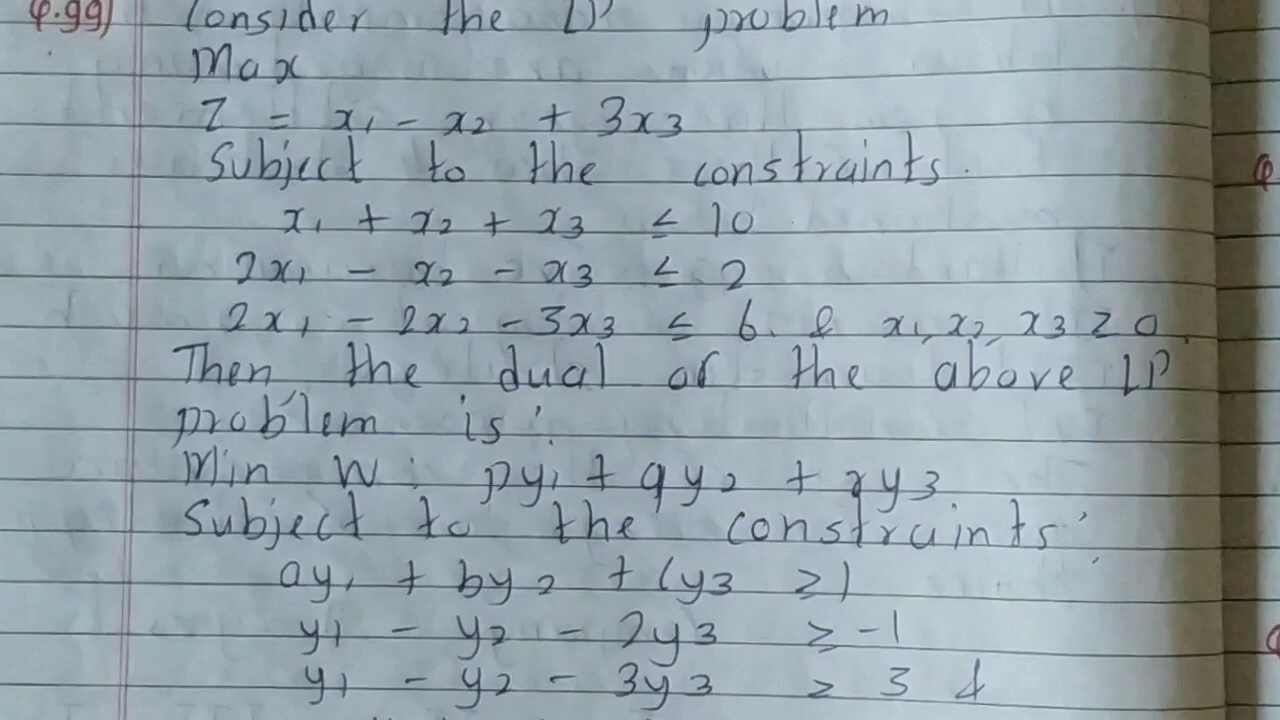 Q.99) Consider the LP problem
Max
Z = x₁ - x₂ + 3x₃
Subject to the constraints.
x₁ + x₂ + x₃ ≤ 10
2x₁ - x₂ - x₃ ≤ 2
2x₁ - 2x₂ - 3x₃ ≤ 6. & x₁, x₂, x₃ ≥ 0.
Then the dual of the above LP
problem is:
Min W: py₁ + qy₂ + ry₃
Subject to the constraints:
ay₁ + by₂ + cy₃ ≥ 1
y₁ - y₂ - 2y₃ ≥ -1
y₁ - y₂ - 3y₃ ≥ 3 &